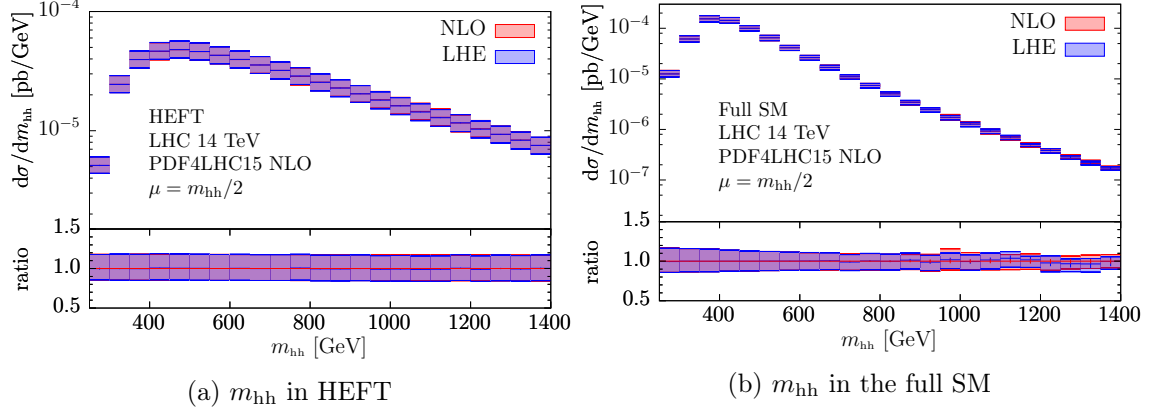 NLO
LHE
dσ/dm_hh [pb/GeV]
10⁻⁴
10⁻⁵
HEFT
LHC 14 TeV
PDF4LHC15 NLO
μ = m_hh/2
ratio
1.5
1.0
0.5
400 600 800 1000 1200 1400
m_hh [GeV]
(a) m_hh in HEFT
NLO
LHE
dσ/dm_hh [pb/GeV]
10⁻⁴
10⁻⁵
10⁻⁶
10⁻⁷
Full SM
LHC 14 TeV
PDF4LHC15 NLO
μ = m_hh/2
ratio
1.5
1.0
0.5
400 600 800 1000 1200 1400
m_hh [GeV]
(b) m_hh in the full SM